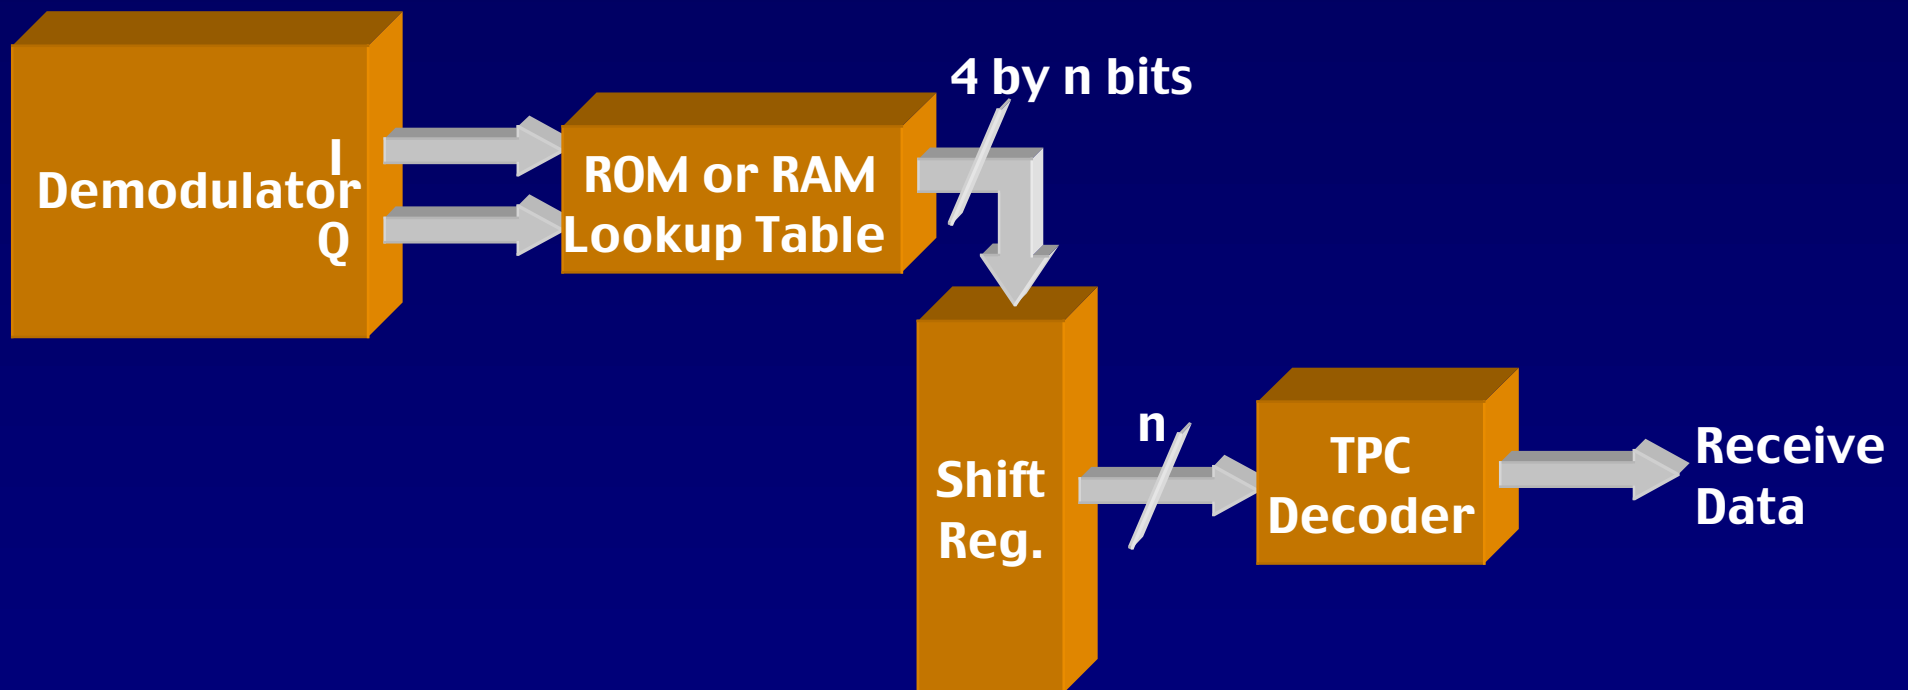 I
Demodulator
Q
ROM or RAM
Lookup Table
4 by n bits
Shift
Reg.
n
TPC
Decoder
Receive
Data